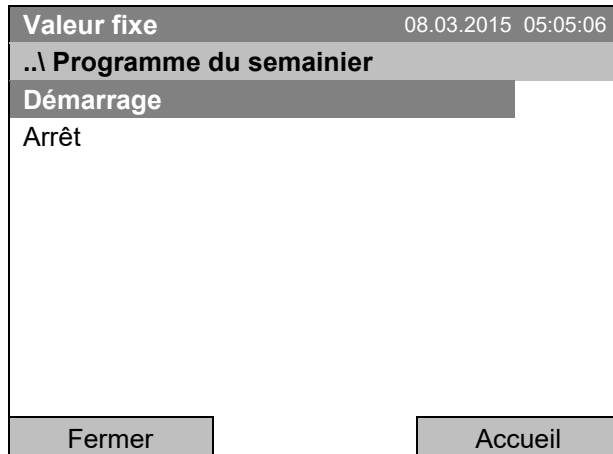 Valeur fixe 08.03.2015 05:05:06
..\ Programme du semainier
Démarrage
Arrêt
Fermer Accueil